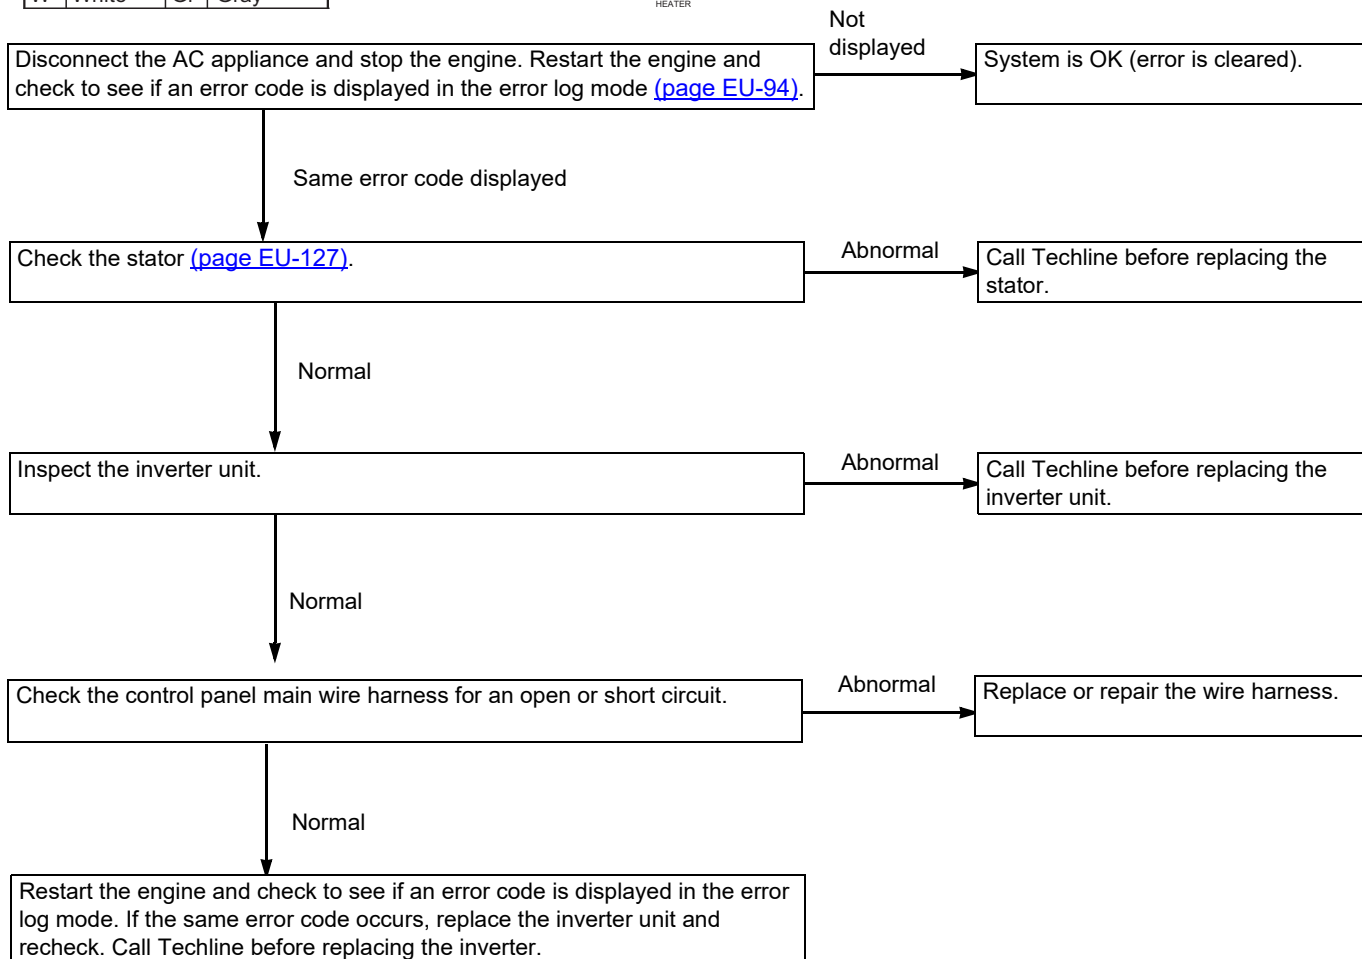 HEATER
Not
displayed
Disconnect the AC appliance and stop the engine. Restart the engine and
check to see if an error code is displayed in the error log mode (page EU-94).
System is OK (error is cleared).
Same error code displayed
Check the stator (page EU-127).
Abnormal
Call Techline before replacing the
stator.
Normal
Inspect the inverter unit.
Abnormal
Call Techline before replacing the
inverter unit.
Normal
Check the control panel main wire harness for an open or short circuit.
Abnormal
Replace or repair the wire harness.
Normal
Restart the engine and check to see if an error code is displayed in the error
log mode. If the same error code occurs, replace the inverter unit and
recheck. Call Techline before replacing the inverter.